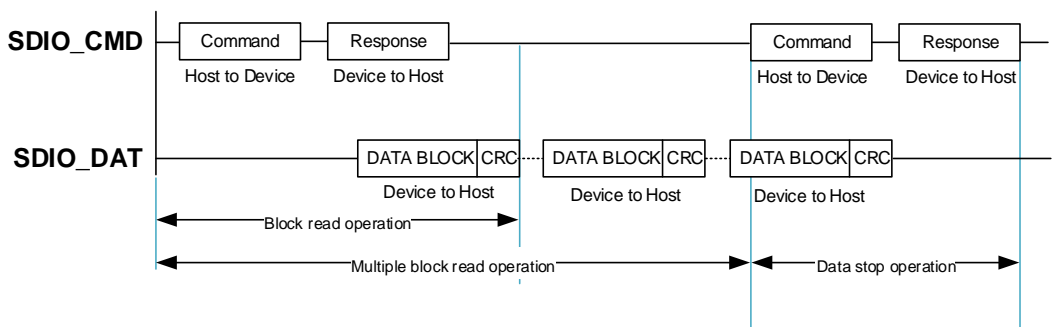 SDIO_CMD Command Response Command Response
Host to Device Device to Host Host to Device Device to Host
SDIO_DAT DATA BLOCK CRC DATA BLOCK CRC DATA BLOCK CRC
Device to Host Device to Host Device to Host
Block read operation
Multiple block read operation Data stop operation